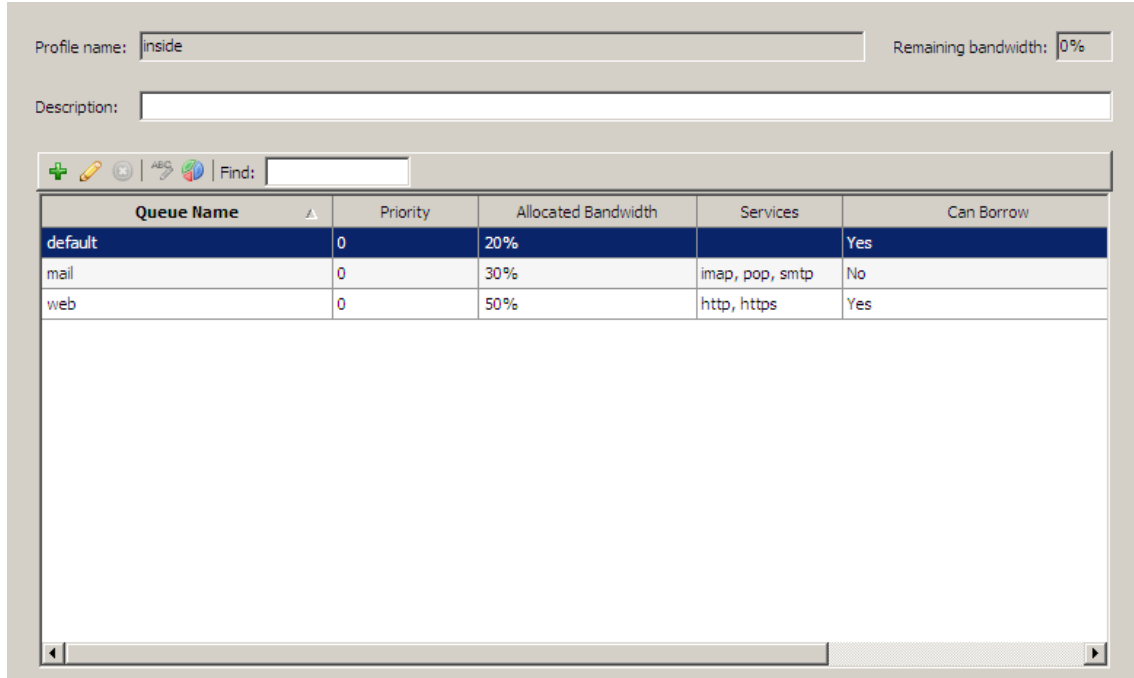 Profile name: inside Remaining bandwidth: 0%
Description:
ABC Find:
Queue Name Priority Allocated Bandwidth Services Can Borrow
default 0 20% Yes
mail 0 30% imap, pop, smtp No
web 0 50% http, https Yes